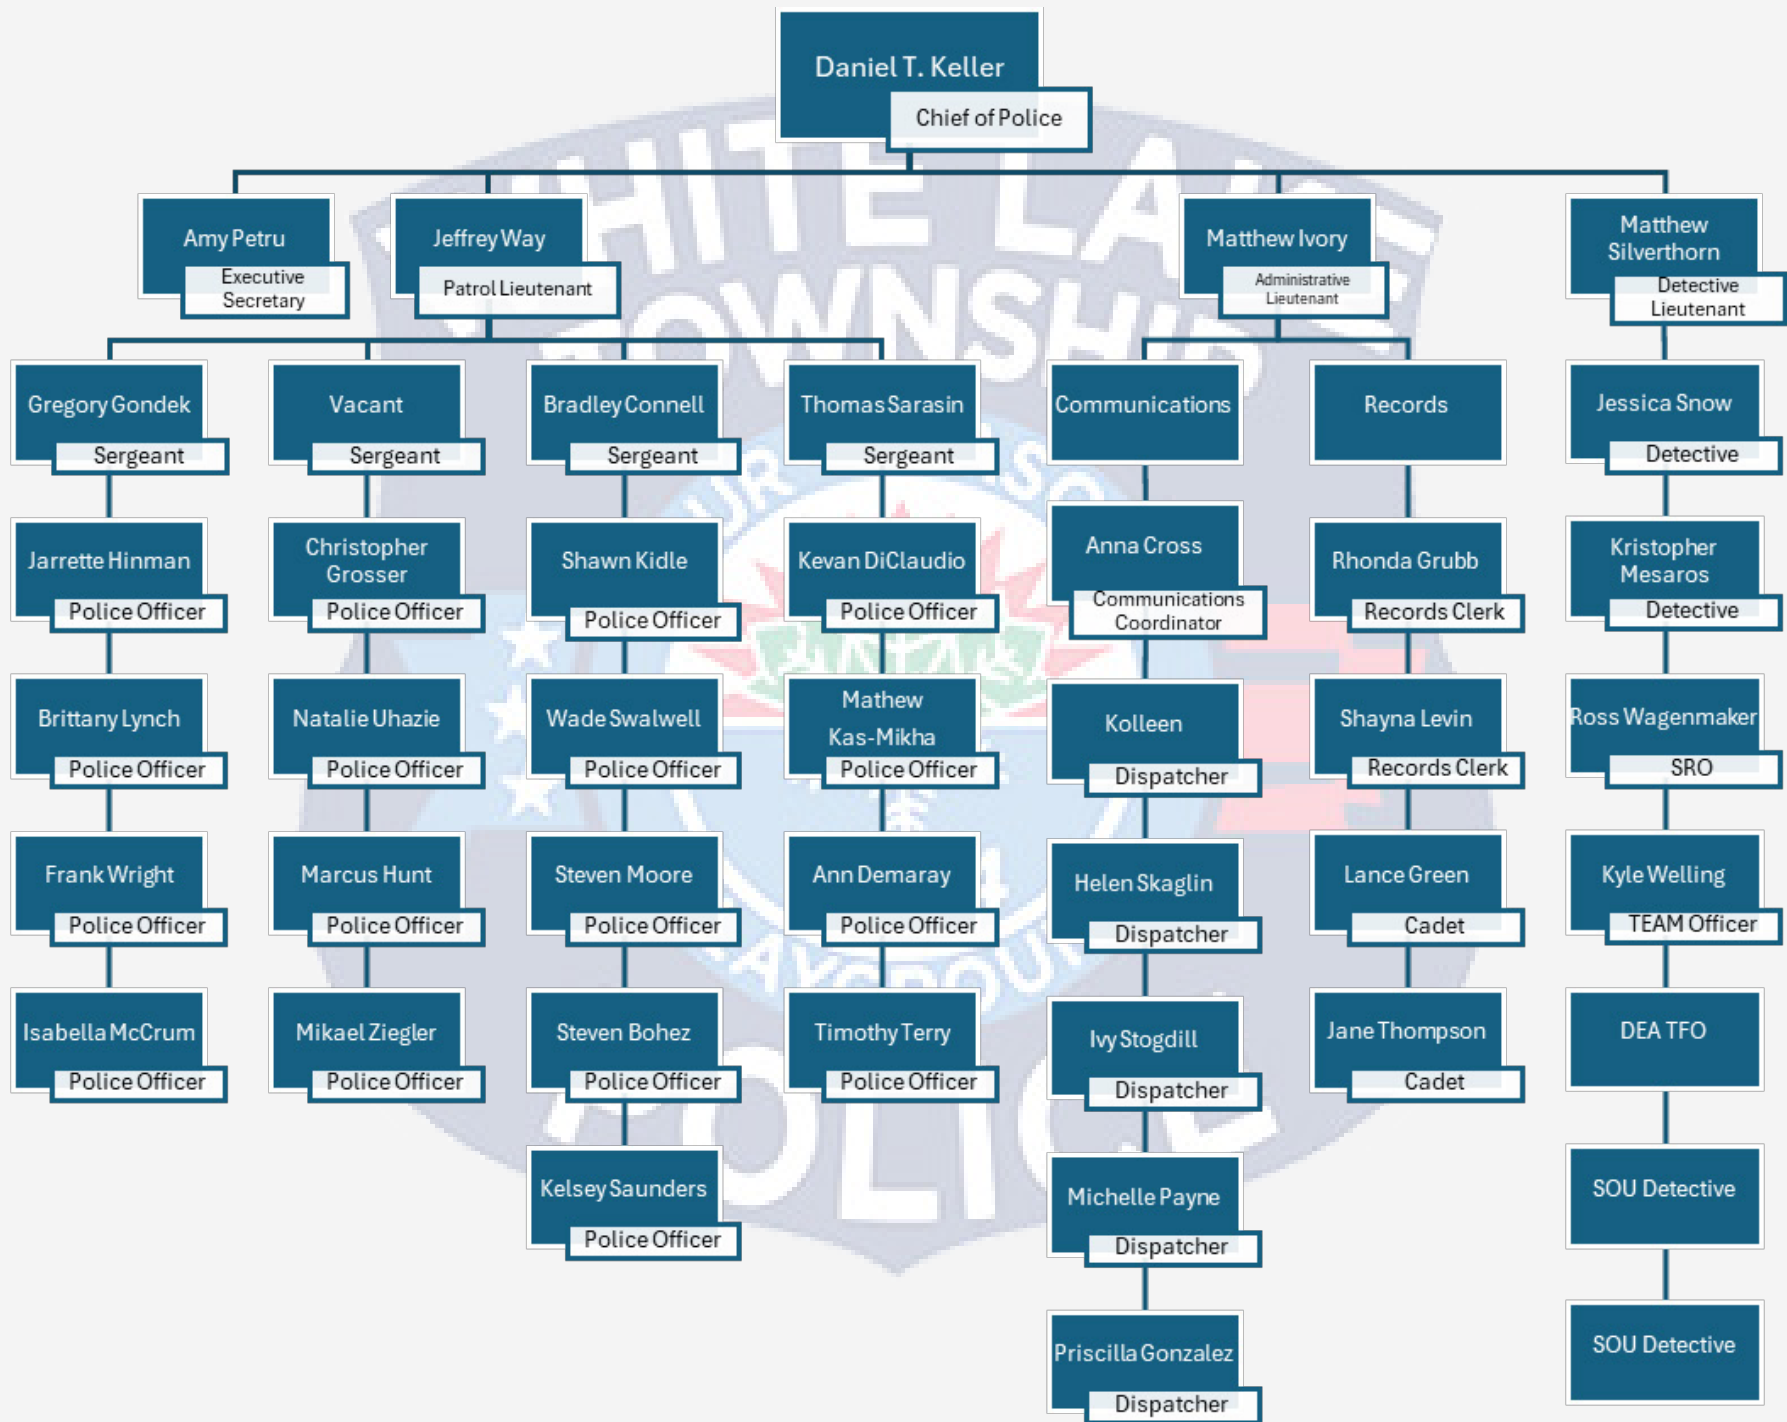 Daniel T. Keller
Chief of Police
Amy Petru
Executive
Secretary
Jeffrey Way
Patrol Lieutenant
Matthew Ivory
Administrative
Lieutenant
Matthew
Silverthorn
Detective
Lieutenant
Gregory Gondek
Sergeant
Vacant
Sergeant
Bradley Connell
Sergeant
Thomas Sarasin
Sergeant
Communications
Records
Jessica Snow
Detective
Jarrette Hinman
Police Officer
Christopher
Grosser
Police Officer
Shawn Kidle
Police Officer
Kevan DiClaudio
Police Officer
Anna Cross
Communications
Coordinator
Rhonda Grubb
Records Clerk
Kristopher
Mesaros
Detective
Brittany Lynch
Police Officer
Natalie Uhazie
Police Officer
Wade Swalwell
Police Officer
Mathew
Kas-Mikha
Police Officer
Kolleen
Dispatcher
Shayna Levin
Records Clerk
Ross Wagenmaker
SRO
Frank Wright
Police Officer
Marcus Hunt
Police Officer
Steven Moore
Police Officer
Ann Demaray
Police Officer
Helen Skaglin
Dispatcher
Lance Green
Cadet
Kyle Welling
TEAM Officer
Isabella McCrum
Police Officer
Mikael Ziegler
Police Officer
Steven Bohez
Police Officer
Timothy Terry
Police Officer
Ivy Stogdill
Dispatcher
Jane Thompson
Cadet
DEA TFO
Kelsey Saunders
Police Officer
Michelle Payne
Dispatcher
SOU Detective
Priscilla Gonzalez
Dispatcher
SOU Detective
TOWNSHIP
POLICE